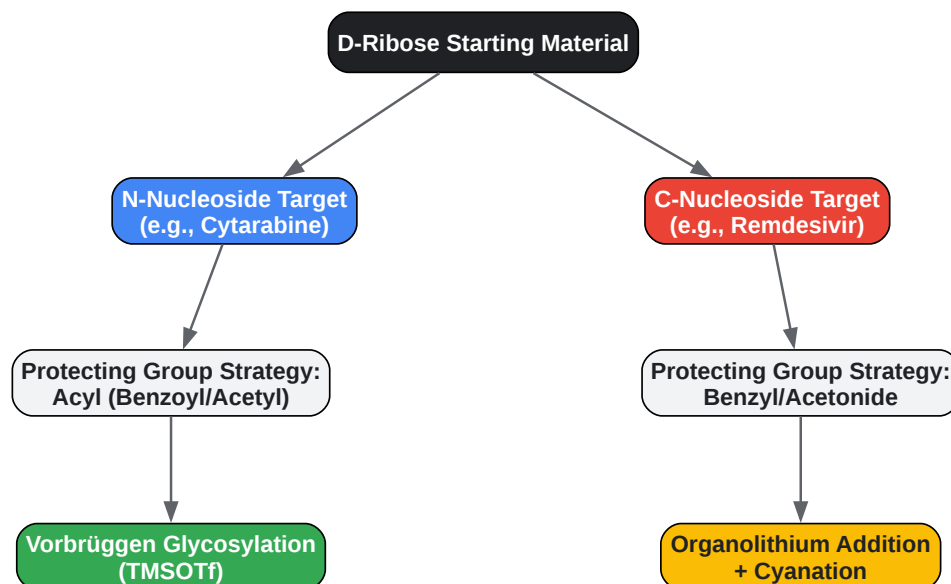 D-Ribose Starting Material
N-Nucleoside Target
(e.g., Cytarabine)
C-Nucleoside Target
(e.g., Remdesivir)
Protecting Group Strategy:
Acyl (Benzoyl/Acetyl)
Protecting Group Strategy:
Benzyl/Acetonide
Vorbrüggen Glycosylation
(TMSOTf)
Organolithium Addition
+ Cyanation